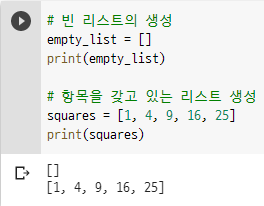 # 빈 리스트의 생성
empty_list = []
print(empty_list)
# 항목을 갖고 있는 리스트 생성
squares = [1, 4, 9, 16, 25]
print(squares)
[]
[1, 4, 9, 16, 25]